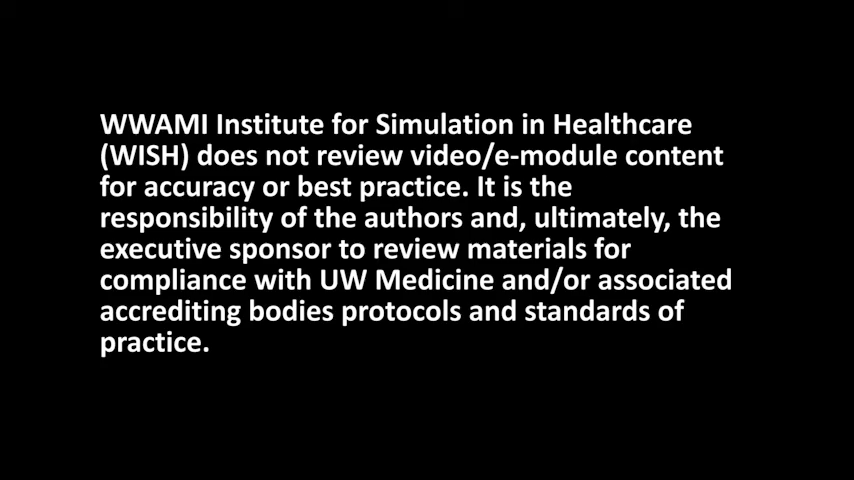 WWAMI Institute for Simulation in Healthcare
(WISH) does not review video/e-module content
for accuracy or best practice. It is the
responsibility of the authors and, ultimately, the
executive sponsor to review materials for
compliance with UW Medicine and/or associated
accrediting bodies protocols and standards of
practice.